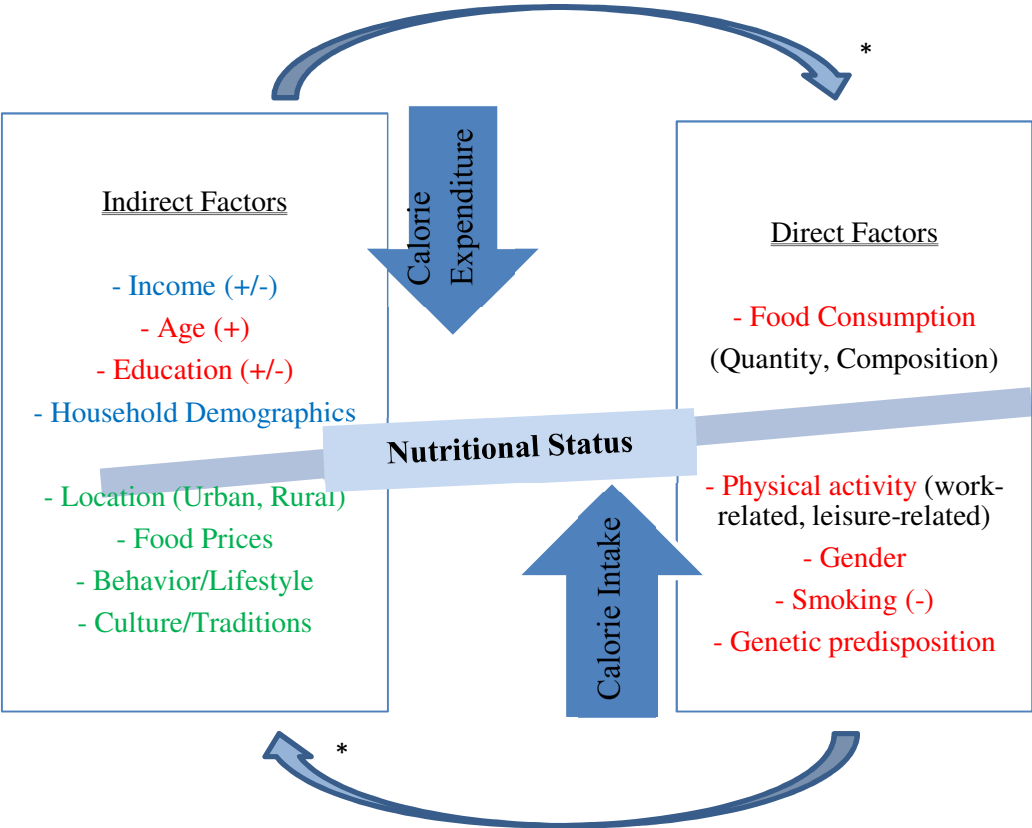 *
Indirect Factors
- Income (+/-)
- Age (+)
- Education (+/-)
- Household Demographics
- Location (Urban, Rural)
- Food Prices
- Behavior/Lifestyle
- Culture/Traditions
Calorie
Expenditure
Nutritional Status
Calorie Intake
Direct Factors
- Food Consumption
(Quantity, Composition)
- Physical activity (work-
related, leisure-related)
- Gender
- Smoking (-)
- Genetic predisposition
*